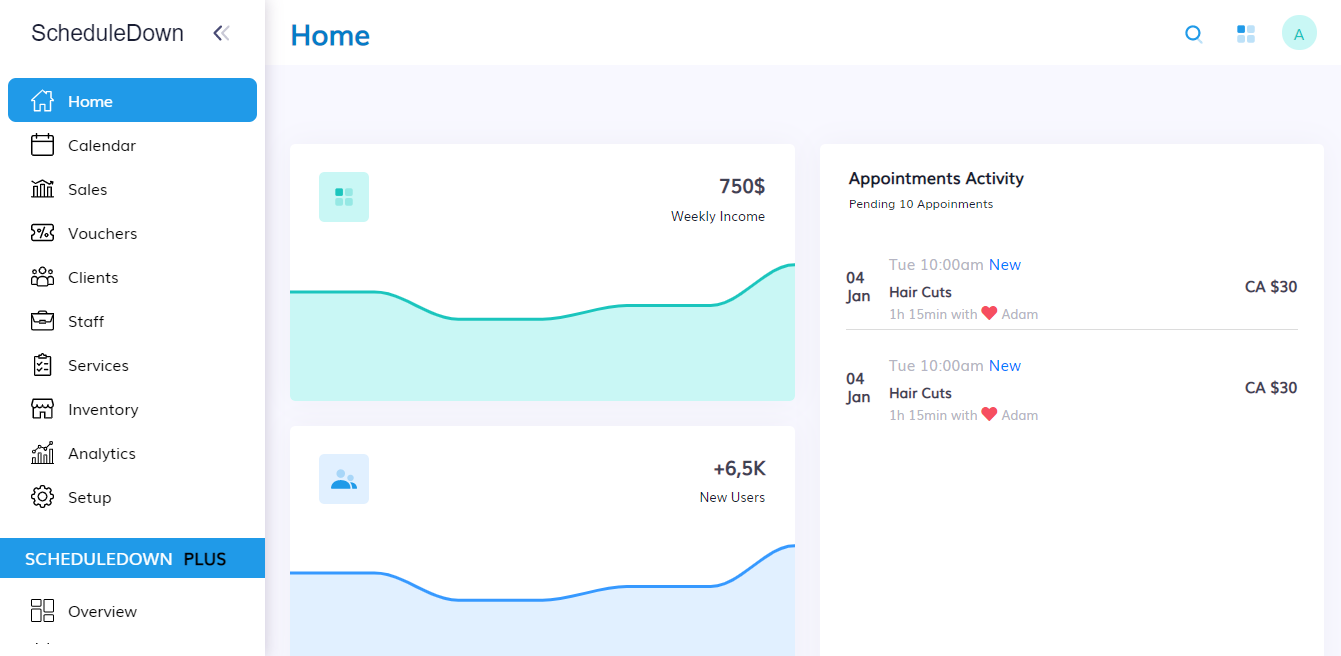 ScheduleDown
Home
Calendar
Sales
Vouchers
Clients
Staff
Services
Inventory
Analytics
Setup
SCHEDULEDOWN PLUS
Overview
Home
A
750$
Weekly Income
+6,5K
New Users
Appointments Activity
Pending 10 Appoinments
04
Jan
Tue 10:00am New
Hair Cuts
1h 15min with ❤ Adam
CA $30
04
Jan
Tue 10:00am New
Hair Cuts
1h 15min with ❤ Adam
CA $30